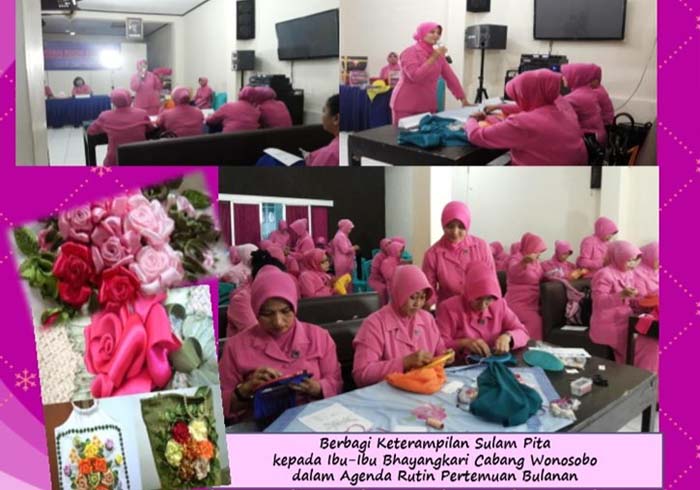 Berbagi Keterampilan Sulam Pita
kepada Ibu-Ibu Bhayangkari Cabang Wonosobo
dalam Agenda Rutin Pertemuan Bulanan